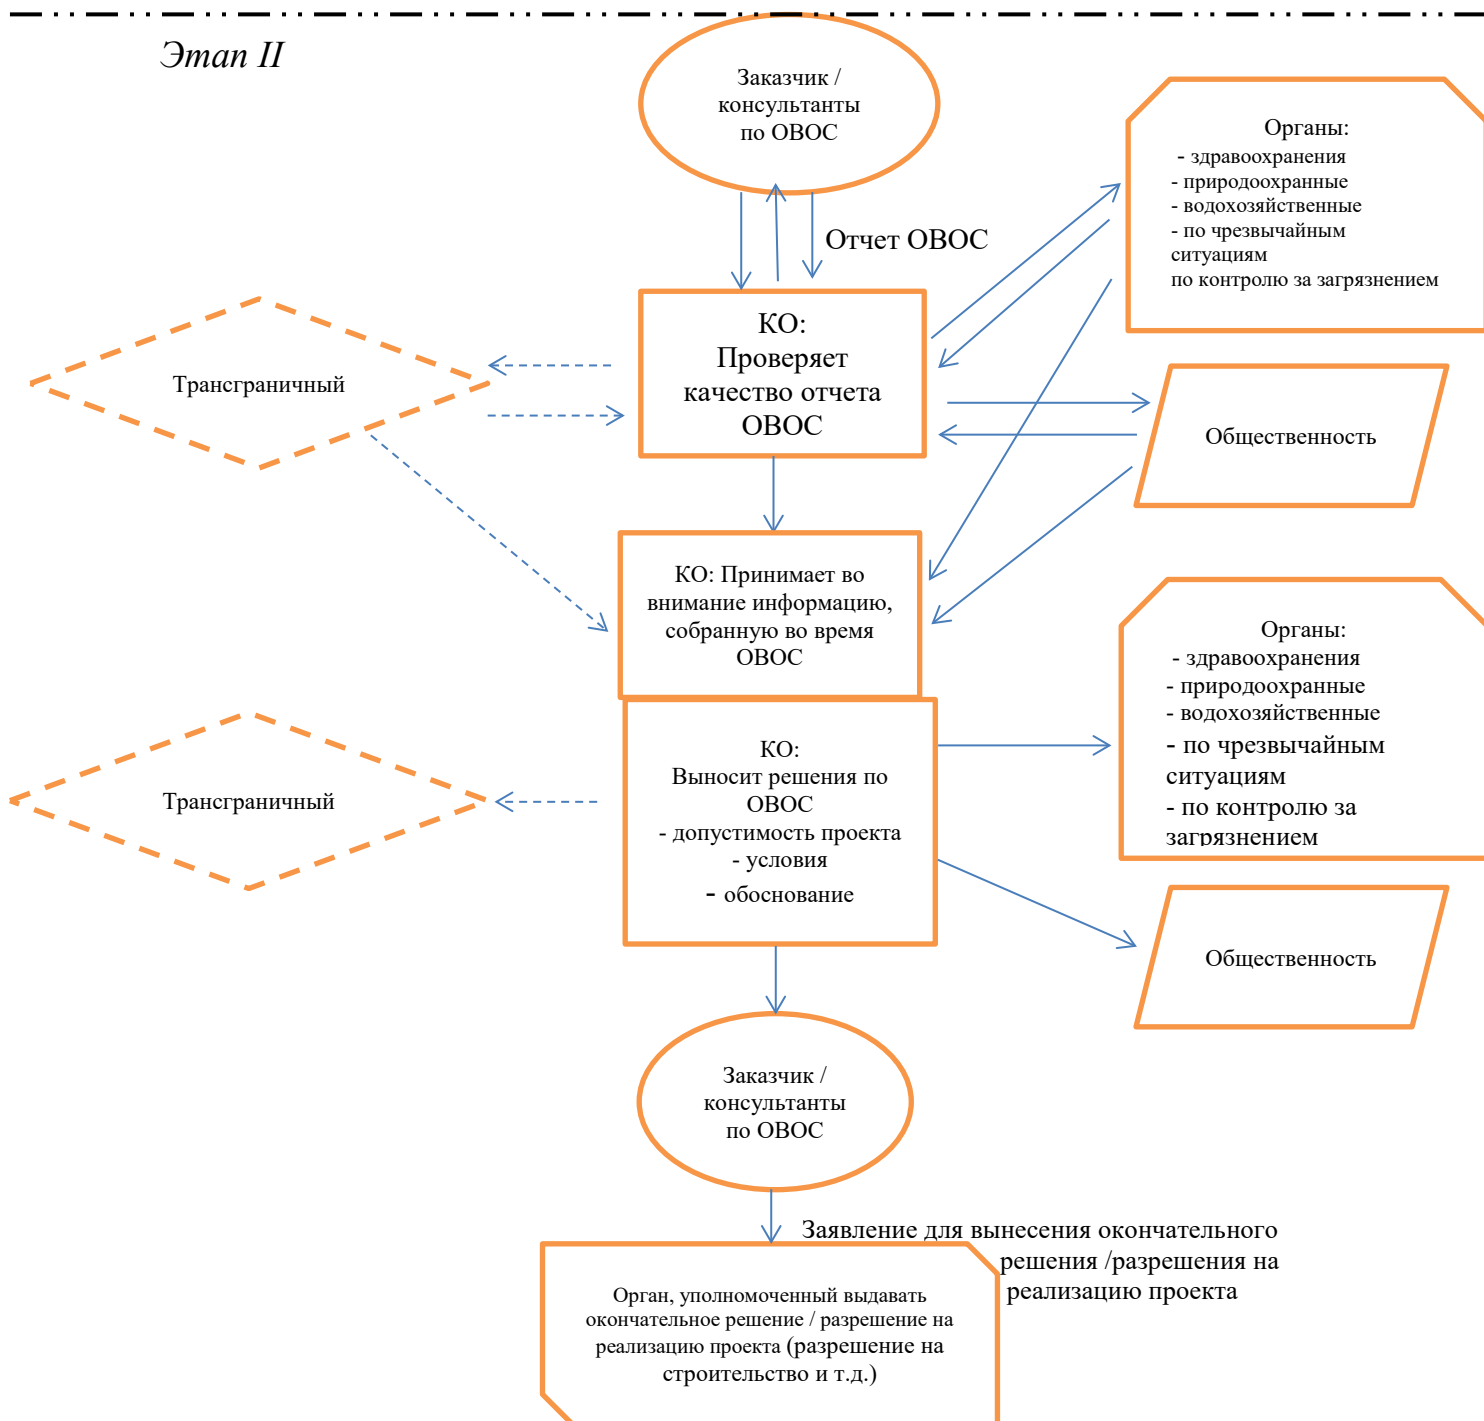 Этап II
Заказчик /
консультанты
по ОВОС
Органы:
- здравоохранения
- природоохранные
- водохозяйственные
- по чрезвычайным
ситуациям
по контролю за загрязнением
Отчет ОВОС
КО:
Проверяет
качество отчета
ОВОС
Трансграничный
Общественность
КО: Принимает во
внимание информацию,
собранную во время
ОВОС
Органы:
- здравоохранения
- природоохранные
- водохозяйственные
- по чрезвычайным
ситуациям
- по контролю за
загрязнением
КО:
Выносит решения по
ОВОС
- допустимость проекта
- условия
- обоснование
Трансграничный
Общественность
Заказчик /
консультанты
по ОВОС
Заявление для вынесения окончательного
решения /разрешения на
реализацию проекта
Орган, уполномоченный выдавать
окончательное решение / разрешение на
реализацию проекта (разрешение на
строительство и т.д.)